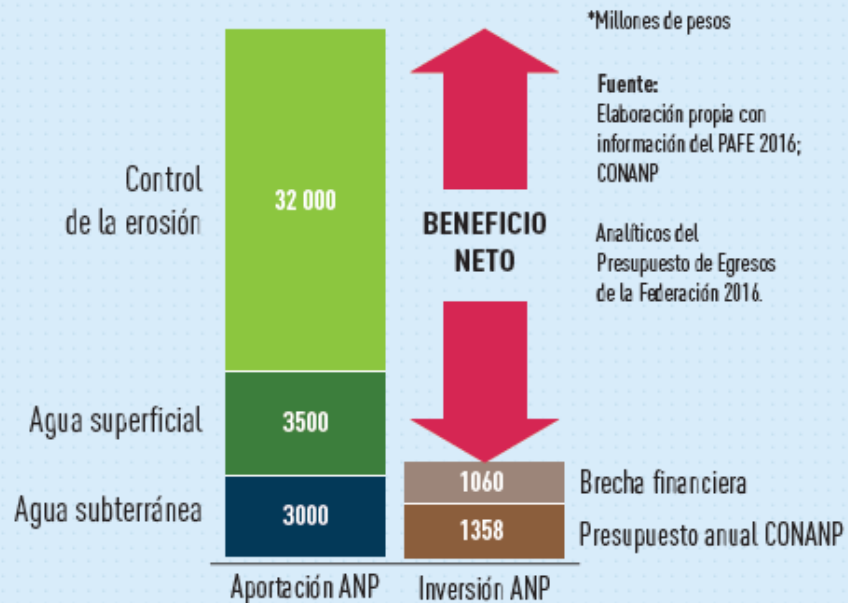 *Millones de pesos
Fuente:
Elaboración propia con
información del PAFE 2016;
CONANP
Analíticos del
Presupuesto de Egresos
de la Federación 2016.
Control
de la erosión
32 000
BENEFICIO
NETO
Agua superficial
3500
Agua subterránea
3000
1060
Brecha financiera
1358
Presupuesto anual CONANP
Aportación ANP
Inversión ANP